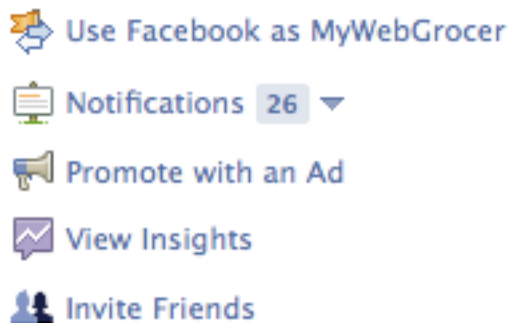 Use Facebook as MyWebGrocer
Notifications 26
Promote with an Ad
View Insights
Invite Friends